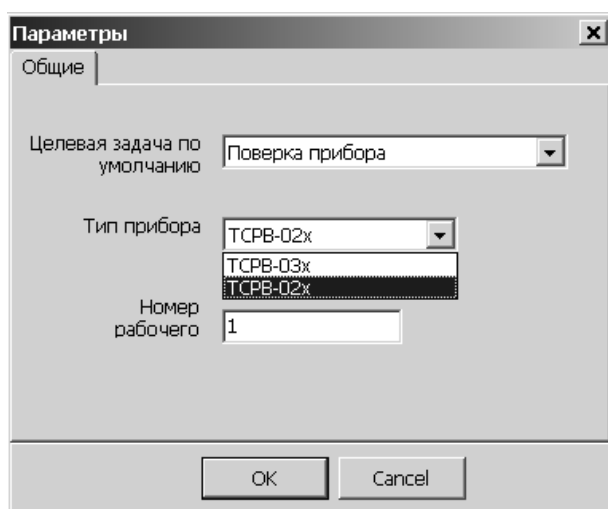 Параметры
Общие
Целевая задача по
умолчанию
Поверка прибора
Тип прибора
ТСРВ-02х
ТСРВ-03х
ТСРВ-02х
Номер
рабочего
1
OK
Cancel